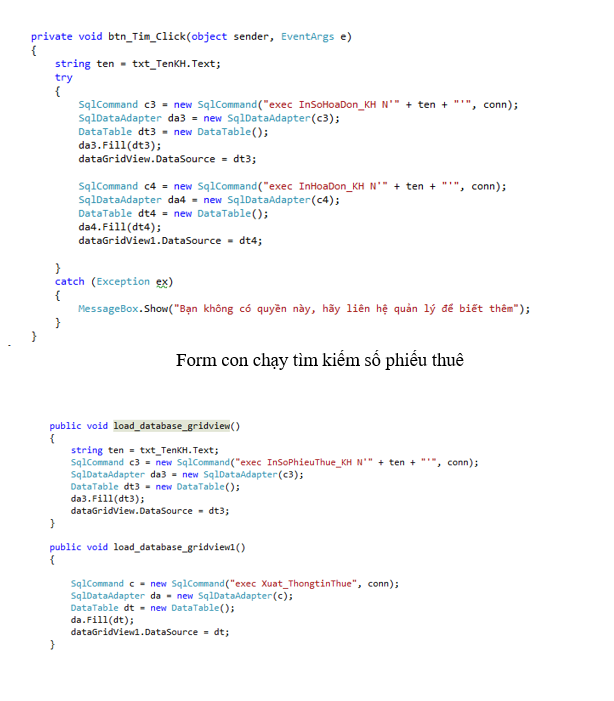 private void btn_Tim_Click(object sender, EventArgs e)
{
string ten = txt_TenKH.Text;
try
{
SqlCommand c3 = new SqlCommand("exec InSoHoaDon_KH N'" + ten + "'", conn);
SqlDataAdapter da3 = new SqlDataAdapter(c3);
DataTable dt3 = new DataTable();
da3.Fill(dt3);
dataGridView.DataSource = dt3;
SqlCommand c4 = new SqlCommand("exec InHoaDon_KH N'" + ten + "'", conn);
SqlDataAdapter da4 = new SqlDataAdapter(c4);
DataTable dt4 = new DataTable();
da4.Fill(dt4);
dataGridView1.DataSource = dt4;
}
catch (Exception ex)
{
MessageBox.Show("Bạn không có quyền này, hãy liên hệ quản lý để biết thêm");
}
}
Form con chạy tìm kiếm số phiếu thuê
public void load_database_gridview()
{
string ten = txt_TenKH.Text;
SqlCommand c3 = new SqlCommand("exec InSoPhieuThue_KH N'" + ten + "'", conn);
SqlDataAdapter da3 = new SqlDataAdapter(c3);
DataTable dt3 = new DataTable();
da3.Fill(dt3);
dataGridView.DataSource = dt3;
}
public void load_database_gridview1()
{
SqlCommand c = new SqlCommand("exec Xuat_ThongtinThue", conn);
SqlDataAdapter da = new SqlDataAdapter(c);
DataTable dt = new DataTable();
da.Fill(dt);
dataGridView1.DataSource = dt;
}